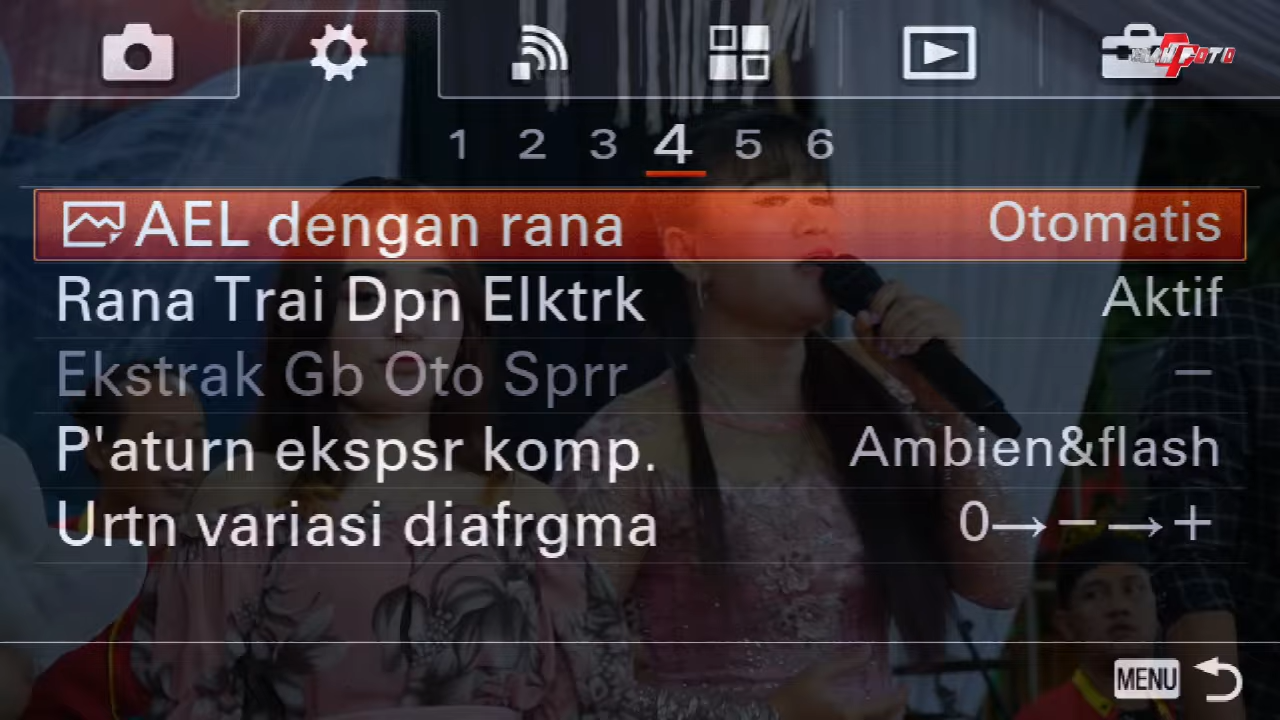 1 2 3 4 5 6
AEL dengan rana Otomatis
Rana Trai Dpn Elktrk Aktif
Ekstrak Gb Oto Sprr –
P'aturn ekspsr komp. Ambien&flash
Urtn variasi diafrgma 0→−→+
MENU